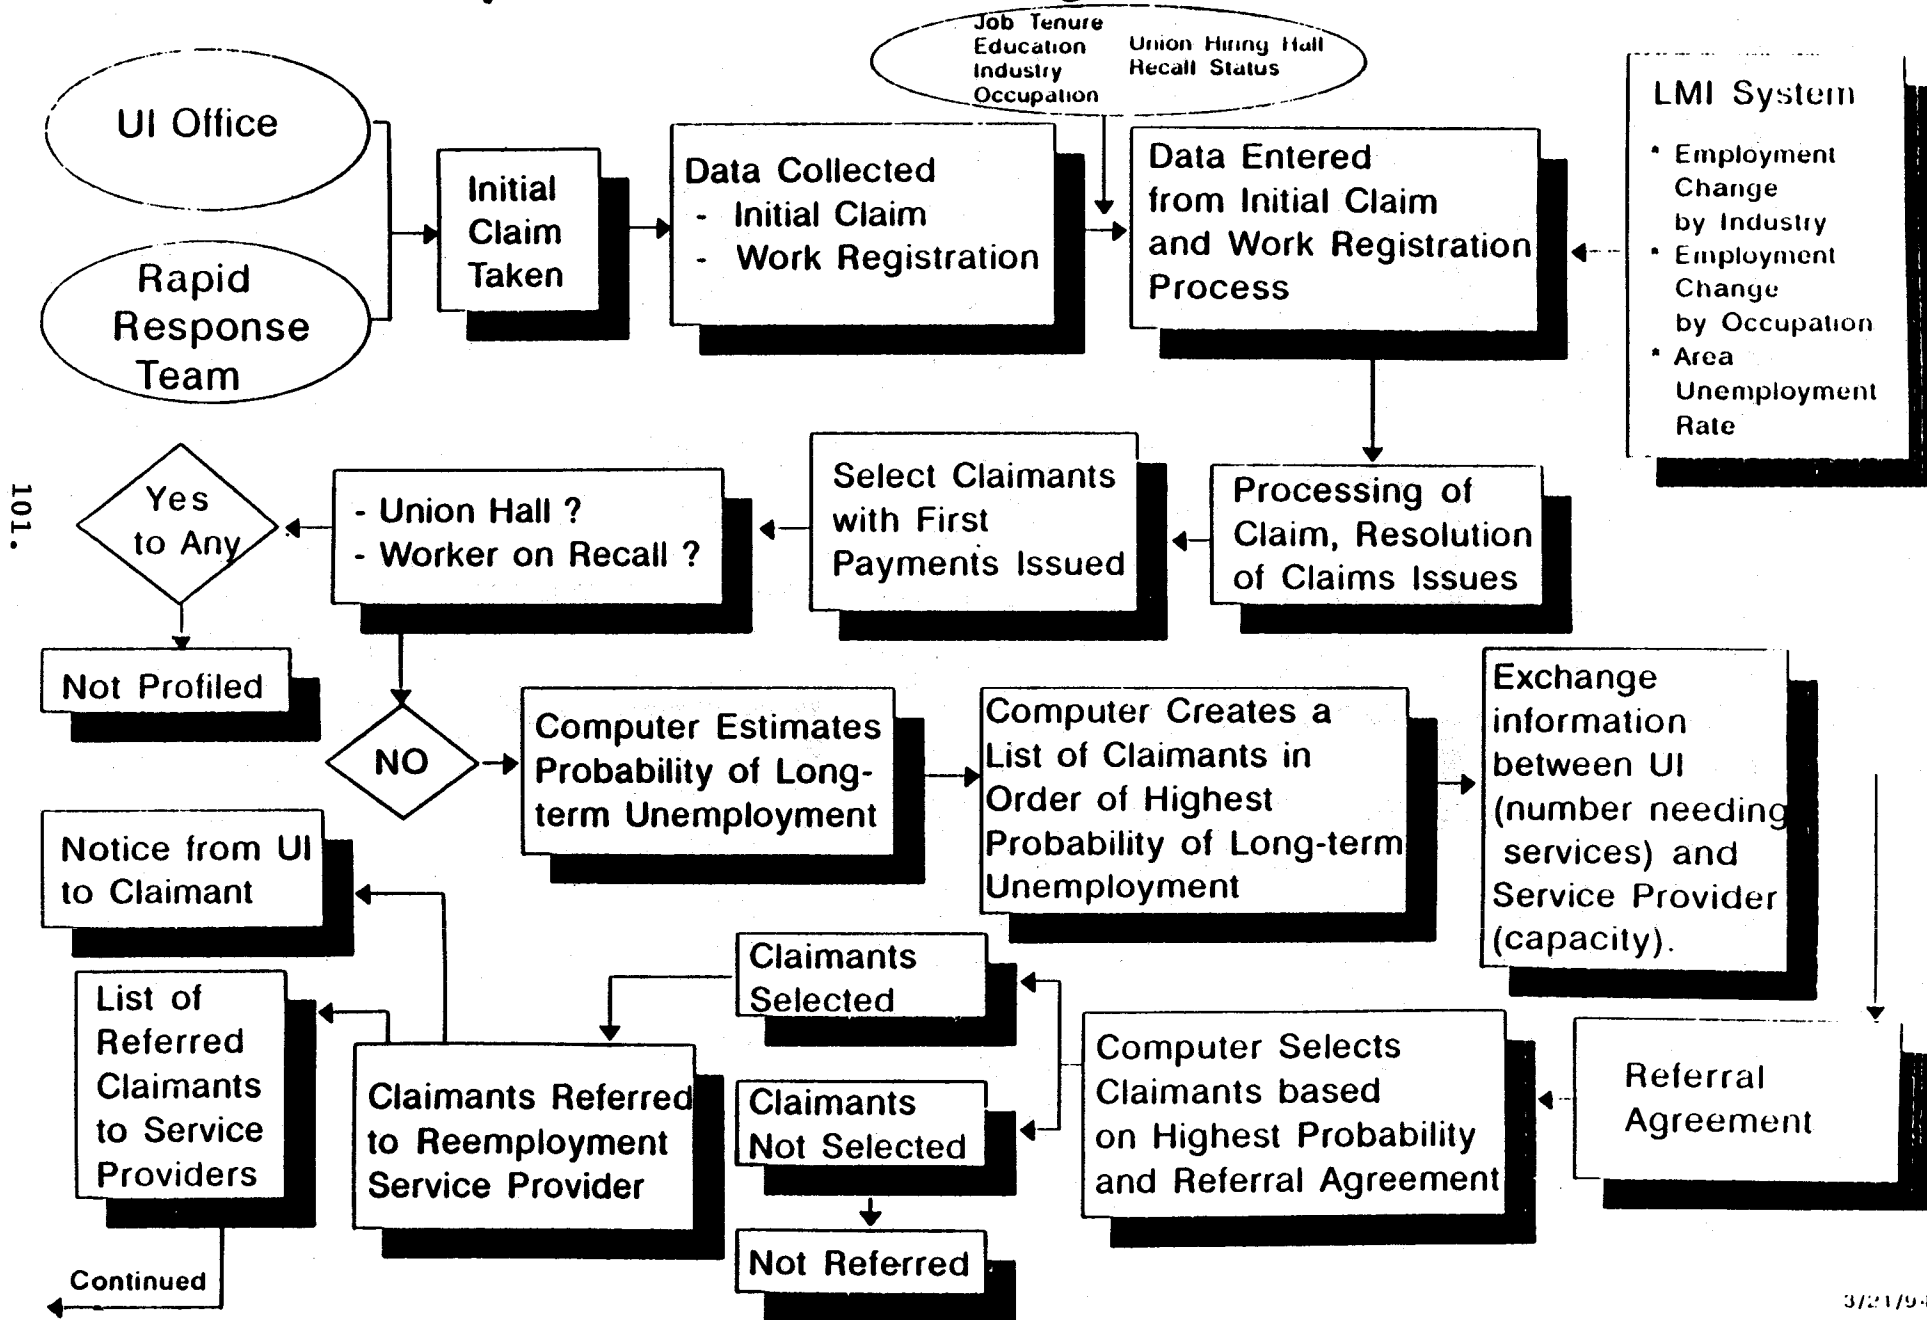 Job Tenure
Education
Industry
Occupation
Union Hiring Hall
Recall Status
UI Office
Rapid
Response
Team
Initial
Claim
Taken
Data Collected
- Initial Claim
- Work Registration
Data Entered
from Initial Claim
and Work Registration
Process
LMI System
* Employment
Change
by Industry
* Employment
Change
by Occupation
* Area
Unemployment
Rate
Processing of
Claim, Resolution
of Claims Issues
Select Claimants
with First
Payments Issued
- Union Hall ?
- Worker on Recall ?
Yes
to Any
Not Profiled
NO
Computer Estimates
Probability of Long-
term Unemployment
Computer Creates a
List of Claimants in
Order of Highest
Probability of Long-term
Unemployment
Exchange
information
between UI
(number needing
services) and
Service Provider
(capacity).
Referral
Agreement
Computer Selects
Claimants based
on Highest Probability
and Referral Agreement
Claimants
Selected
Claimants
Not Selected
Not Referred
Claimants Referred
to Reemployment
Service Provider
Notice from UI
to Claimant
List of
Referred
Claimants
to Service
Providers
Continued
101.
3/21/94